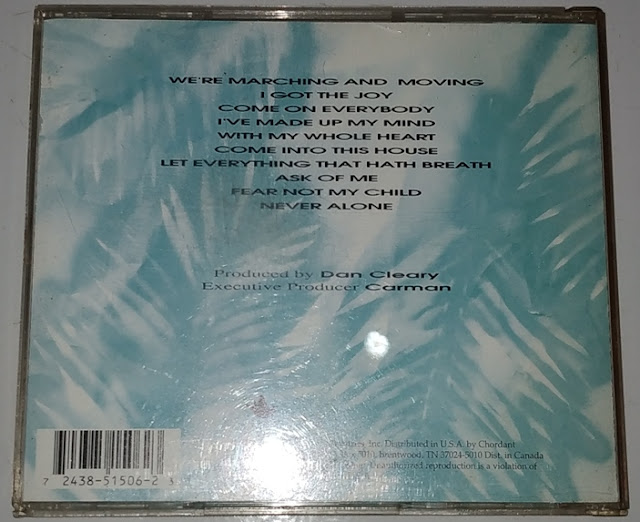 WE'RE MARCHING AND MOVING
I GOT THE JOY
COME ON EVERYBODY
I'VE MADE UP MY MIND
WITH MY WHOLE HEART
COME INTO THIS HOUSE
LET EVERYTHING THAT HATH BREATH
ASK OF ME
FEAR NOT MY CHILD
NEVER ALONE
Produced by Dan Cleary
Executive Producer Carman
Inc. Distributed in U.S.A. by Chordant
Brentwood, TN 37024-5010 Dist. in Canada
reproduction is a violation of
7 2438-51506-2